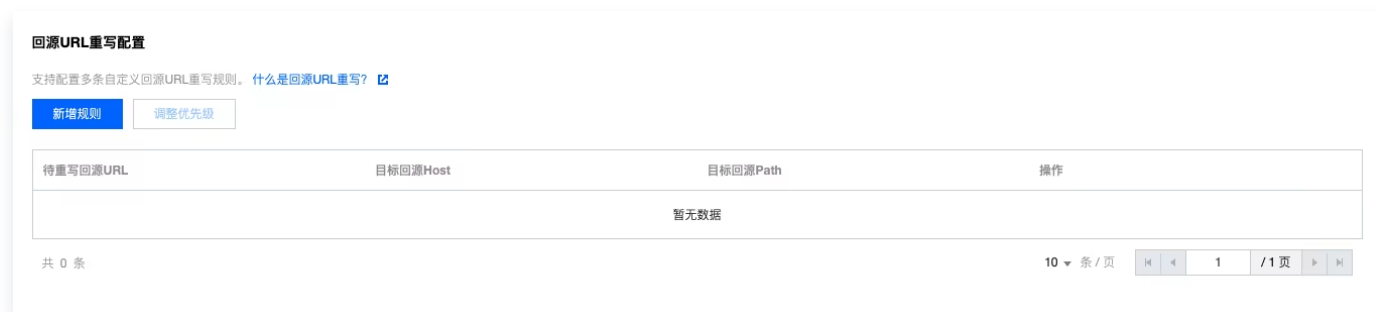 回源URL重写配置
支持配置多条自定义回源URL重写规则。 什么是回源URL重写?
新增规则 调整优先级
待重写回源URL 目标回源Host 目标回源Path 操作
暂无数据
共 0 条 10 条 / 页 1 / 1 页